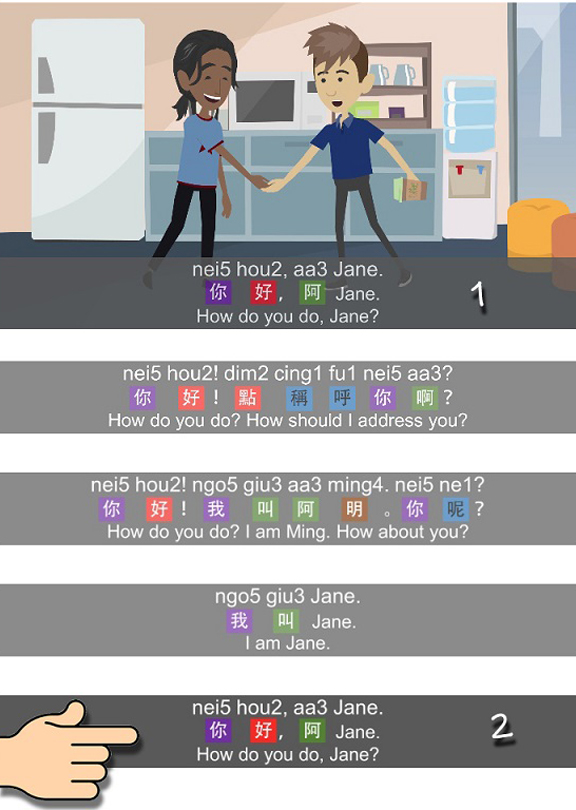 nei5 hou2, aa3 Jane.
你 好, 阿 Jane.
1
How do you do, Jane?
nei5 hou2! dim2 cing1 fu1 nei5 aa3?
你 好! 點 稱 呼 你 啊?
How do you do? How should I address you?
nei5 hou2! ngo5 giu3 aa3 ming4. nei5 ne1?
你 好! 我 叫 阿 明 。你 呢?
How do you do? I am Ming. How about you?
ngo5 giu3 Jane.
我 叫 Jane.
I am Jane.
nei5 hou2, aa3 Jane.
你 好, 阿 Jane.
2
How do you do, Jane?